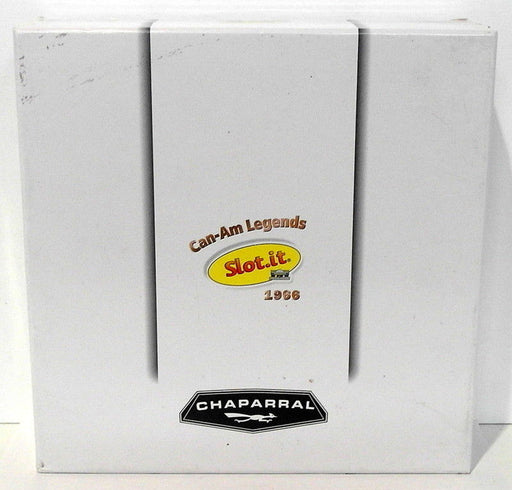 Can-Am Legends
Slot.it.
1966
CHAPARRAL